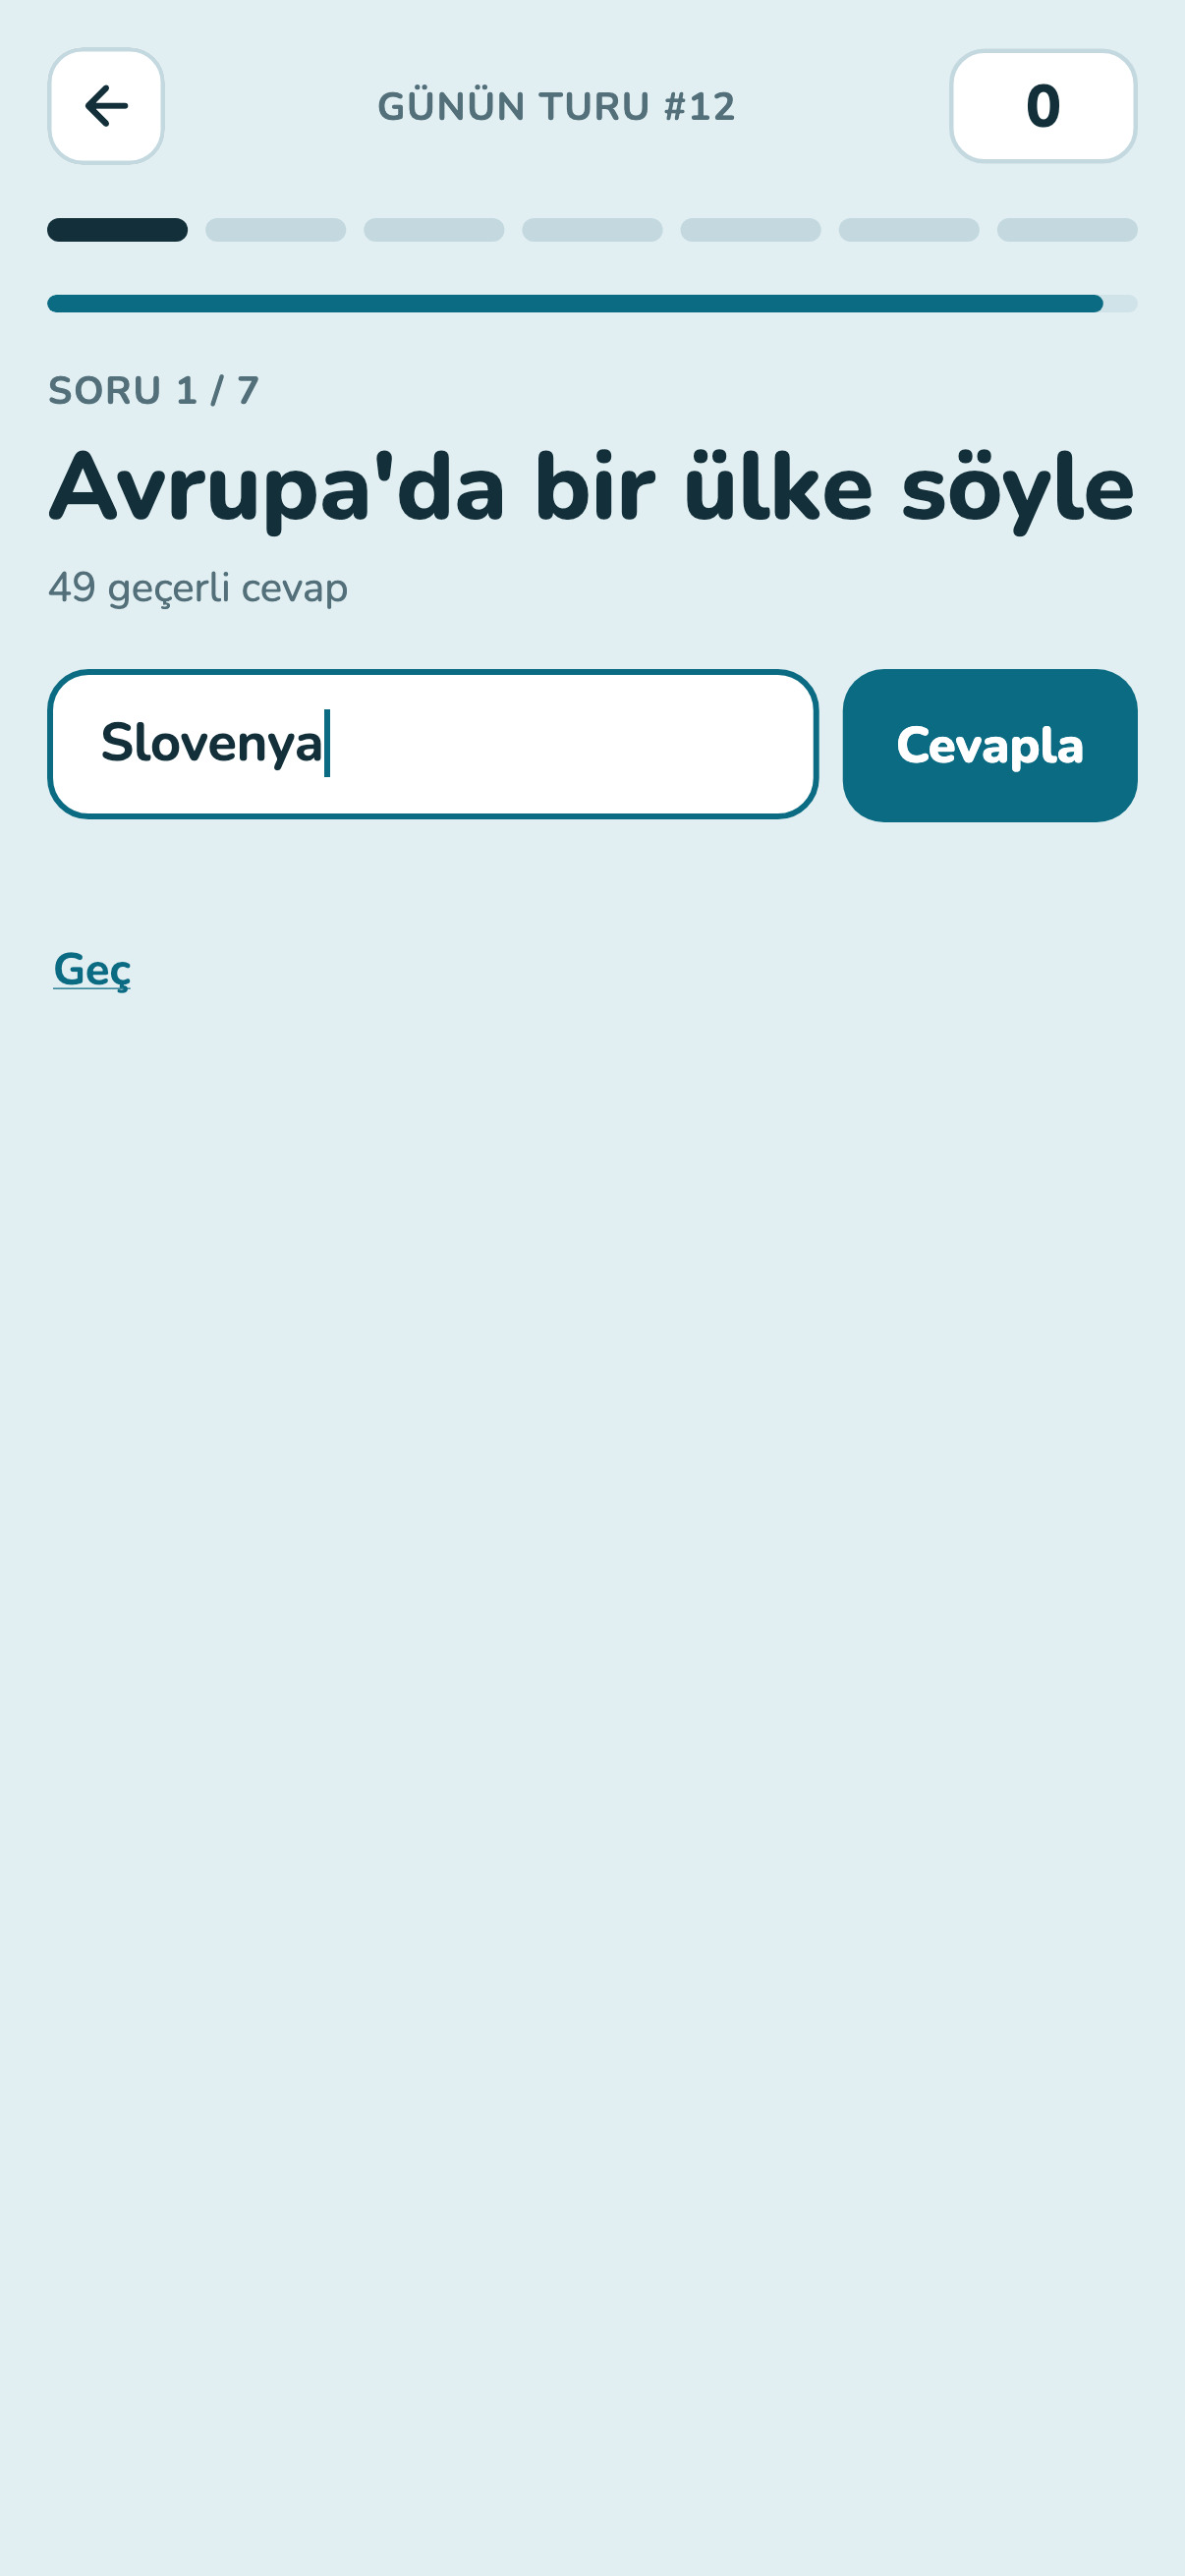 GÜNÜN TURU #12
0
SORU 1 / 7
Avrupa'da bir ülke söyle
49 geçerli cevap
Slovenya
Cevapla
Geç